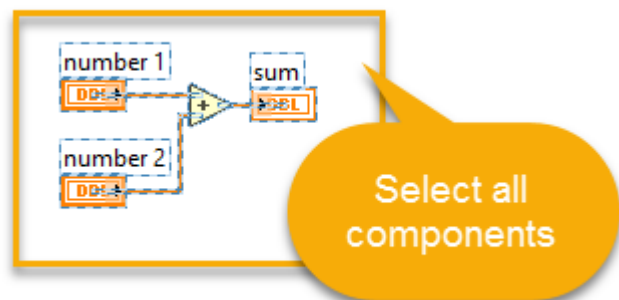 number 1
sum
DBL
+
DBL
number 2
DBL
Select all
components